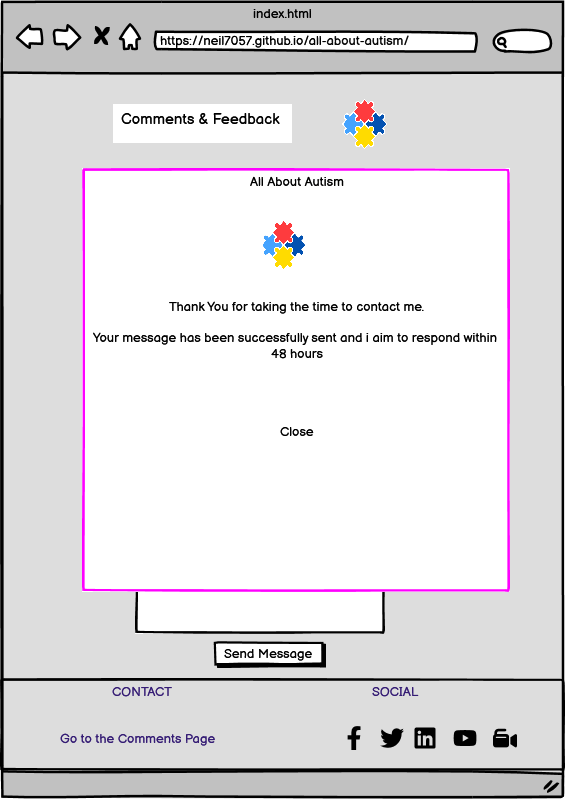 index.html
https://neil7057.github.io/all-about-autism/
Comments & Feedback
All About Autism
Thank You for taking the time to contact me.
Your message has been successfully sent and i aim to respond within
48 hours
Close
Send Message
CONTACT
SOCIAL
Go to the Comments Page